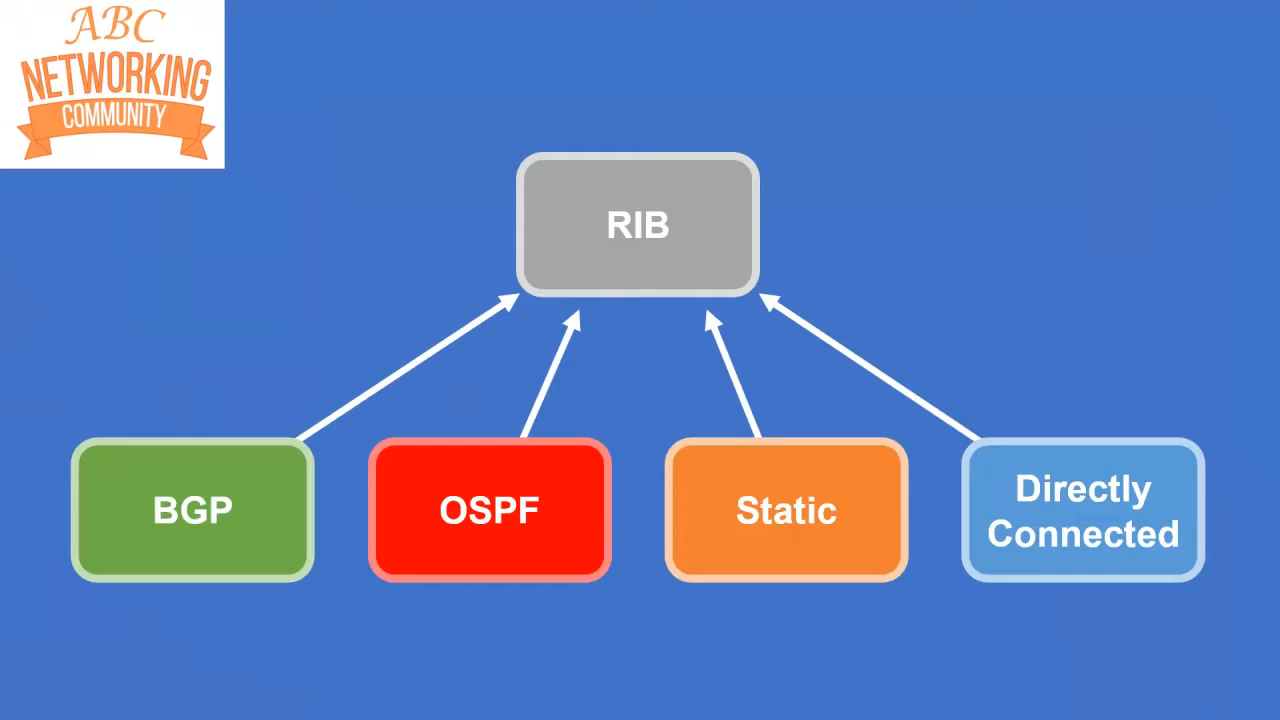 ABC
NETWORKING
COMMUNITY
RIB
BGP
OSPF
Static
Directly
Connected